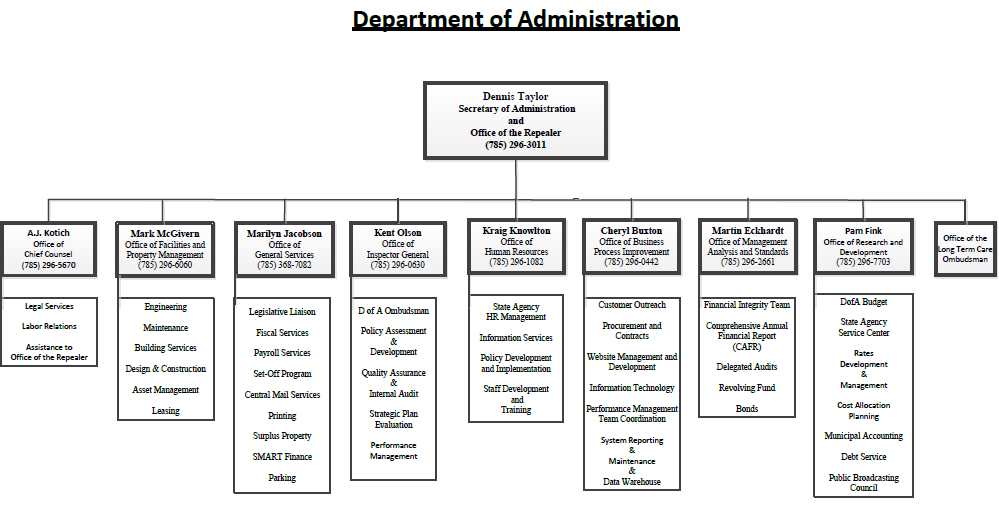 Department of Administration
Dennis Taylor
Secretary of Administration
and
Office of the Repealer
(785) 296-3011
A.J. Kotich
Office of
Chief Counsel
(785) 296-5670
Legal Services
Labor Relations
Assistance to
Office of the Repealer
Mark McGivern
Office of Facilities and
Property Management
(785) 296-6060
Engineering
Maintenance
Building Services
Design & Construction
Asset Management
Leasing
Marilyn Jacobson
Office of
General Services
(785) 368-7082
Legislative Liaison
Fiscal Services
Payroll Services
Set-Off Program
Central Mail Services
Printing
Surplus Property
SMART Finance
Parking
Kent Olson
Office of
Inspector General
(785) 296-0630
D of A Ombudsman
Policy Assessment
&
Development
Quality Assurance
&
Internal Audit
Strategic Plan
Evaluation
Performance
Management
Kraig Knowlton
Office of
Human Resources
(785) 296-1082
State Agency
HR Management
Information Services
Policy Development
and Implementation
Staff Development
and
Training
Cheryl Buxton
Office of Business
Process Improvement
(785) 296-0442
Customer Outreach
Procurement and
Contracts
Website Management and
Development
Information Technology
Performance Management
Team Coordination
System Reporting
&
Maintenance
&
Data Warehouse
Martin Eckhardt
Office of Management
Analysis and Standards
(785) 296-2661
Financial Integrity Team
Comprehensive Annual
Financial Report
(CAFR)
Delegated Audits
Revolving Fund
Bonds
Pam Fink
Office of Research and
Development
(785) 296-7703
DofA Budget
State Agency
Service Center
Rates
Development
&
Management
Cost Allocation
Planning
Municipal Accounting
Debt Service
Public Broadcasting
Council
Office of the
Long Term Care
Ombudsman